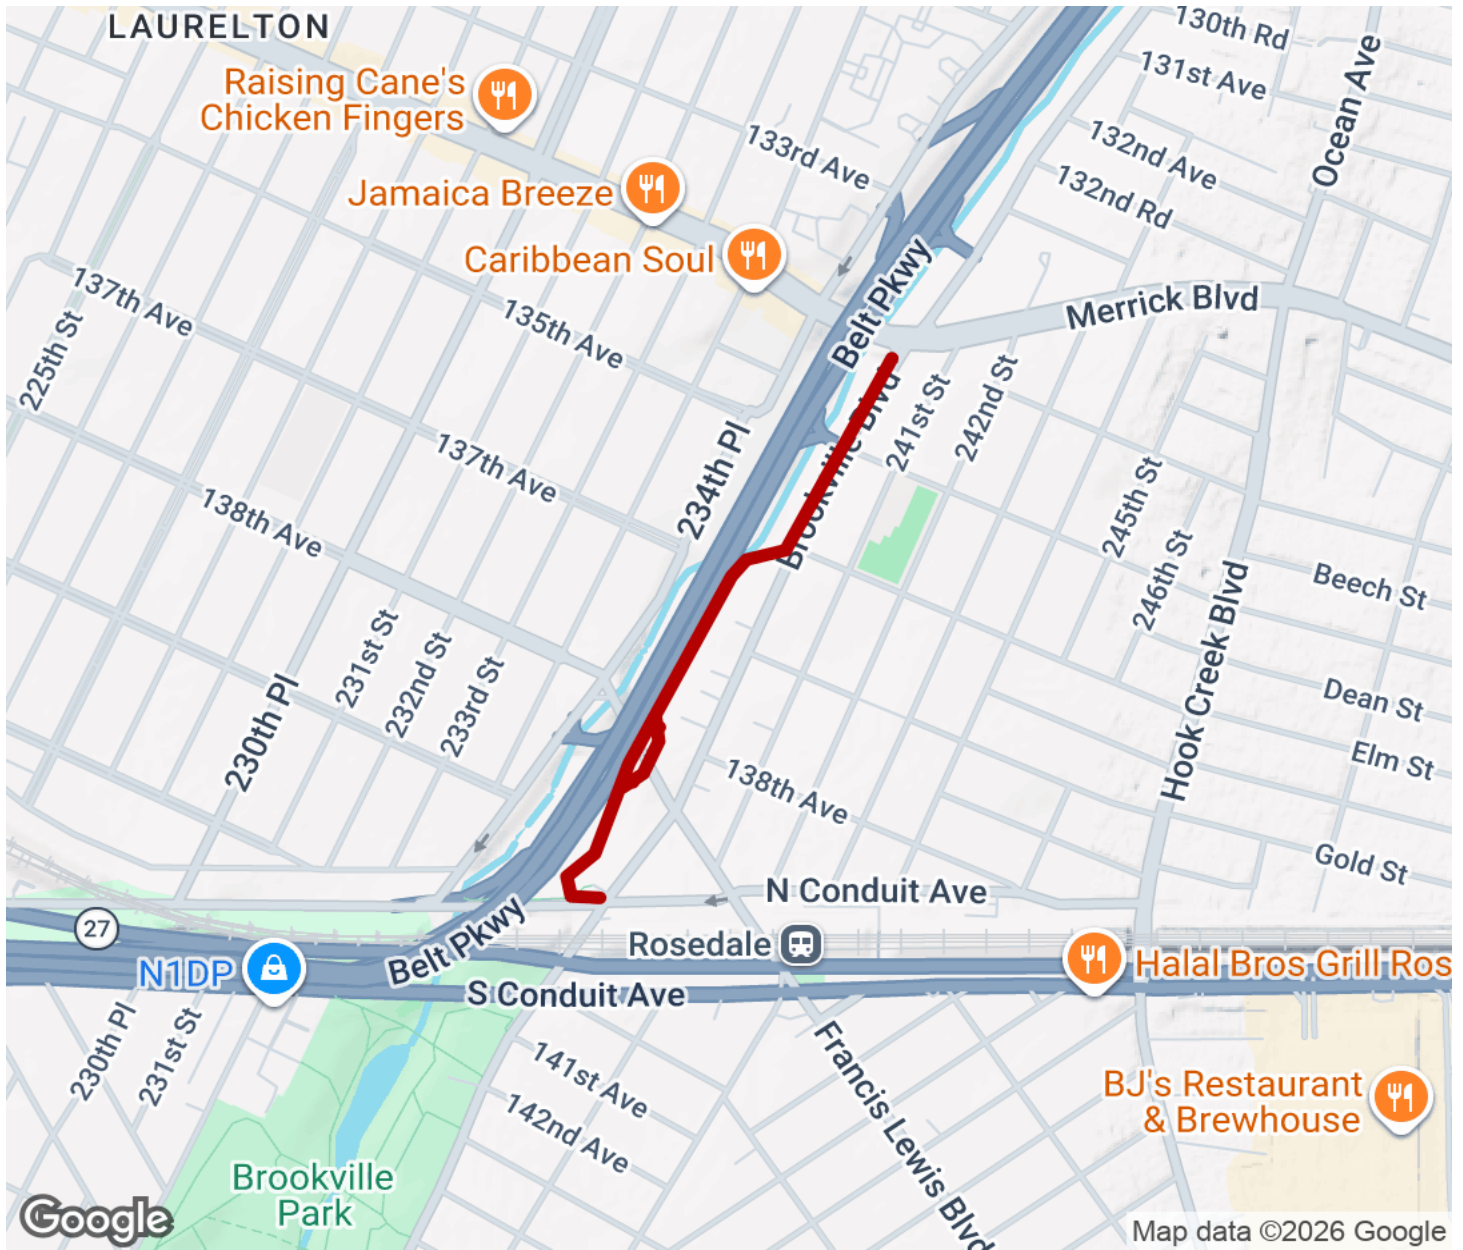 LAURELTON
130th Rd
131st Ave
Ocean Ave
Raising Cane's
Chicken Fingers
133rd Ave
132nd Ave
132nd Rd
Jamaica Breeze
Caribbean Soul
Belt Pkwy
Merrick Blvd
137th Ave
135th Ave
225th St
Brookville Blvd
241st St
242nd St
234th Pl
137th Ave
138th Ave
245th St
246th St
Beech St
Hook Creek Blvd
231st St
232nd St
233rd St
230th Pl
Dean St
Elm St
138th Ave
Gold St
N Conduit Ave
27
Belt Pkwy
Rosedale
N1DP
Halal Bros Grill Ros
S Conduit Ave
230th Pl
231st St
141st Ave
142nd Ave
Francis Lewis Blvd
BJ's Restaurant
& Brewhouse
Brookville
Park
Google
Map data ©2026 Google